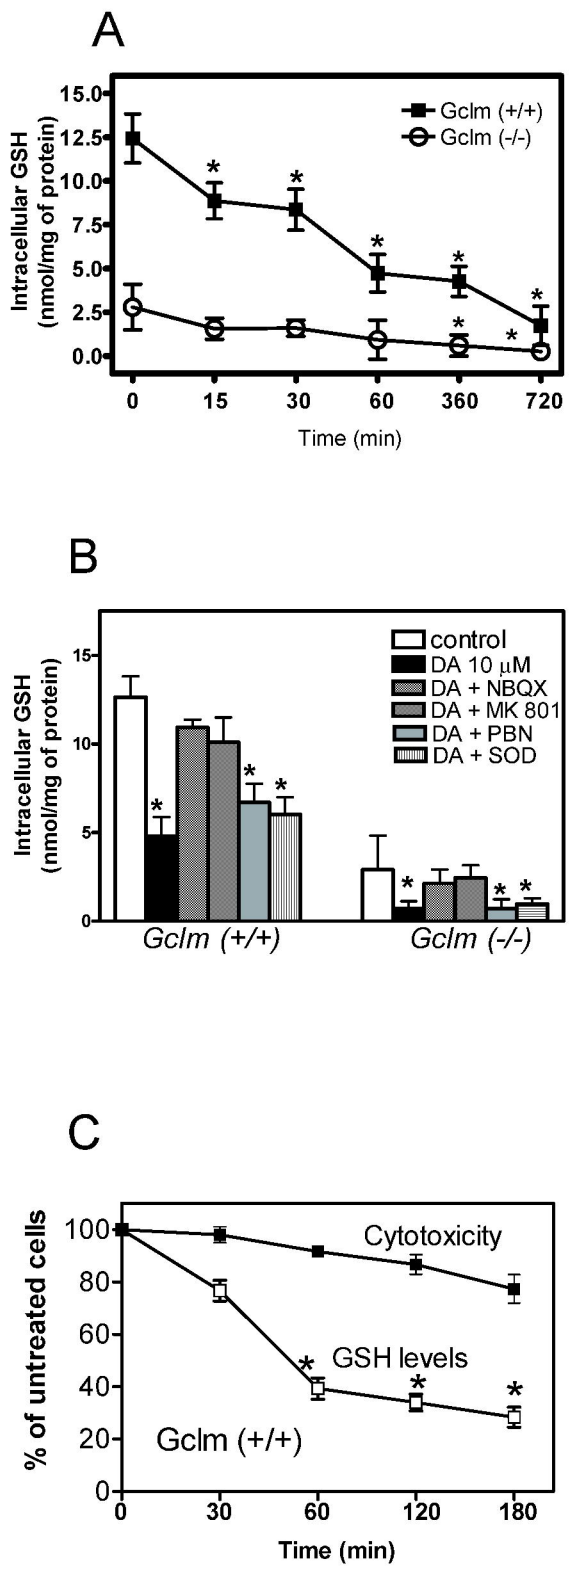 A
Intracellular GSH
(nmol/mg of protein)
15.0
12.5
10.0
7.5
5.0
2.5
0.0
Gclm (+/+)
Gclm (-/-)
* * * * *
* *
0 15 30 60 360 720
Time (min)
B
Intracellular GSH
(nmol/mg of protein)
15
10
5
0
control
DA 10 μM
DA + NBQX
DA + MK 801
DA + PBN
DA + SOD
* * *
* * *
Gclm (+/+) Gclm (-/-)
C
% of untreated cells
100
80
60
40
20
0
Cytotoxicity
GSH levels
* * *
Gclm (+/+)
0 30 60 120 180
Time (min)